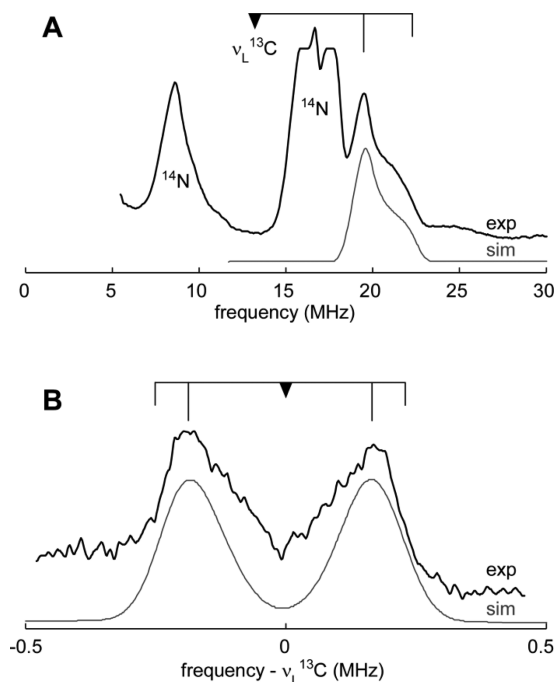 A
ν_L ¹³C
¹⁴N
¹⁴N
exp
sim
0 5 10 15 20 25 30
frequency (MHz)
B
exp
sim
-0.5 0 0.5
frequency - ν_L ¹³C (MHz)